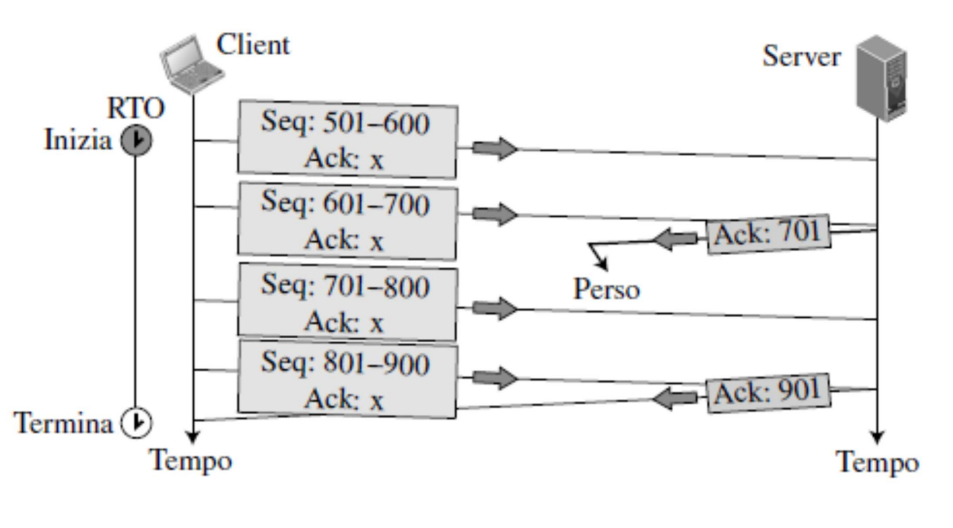 Client
Server
RTO
Inizia
Seq: 501–600
Ack: x
Seq: 601–700
Ack: x
Ack: 701
Perso
Seq: 701–800
Ack: x
Seq: 801–900
Ack: x
Ack: 901
Termina
Tempo
Tempo